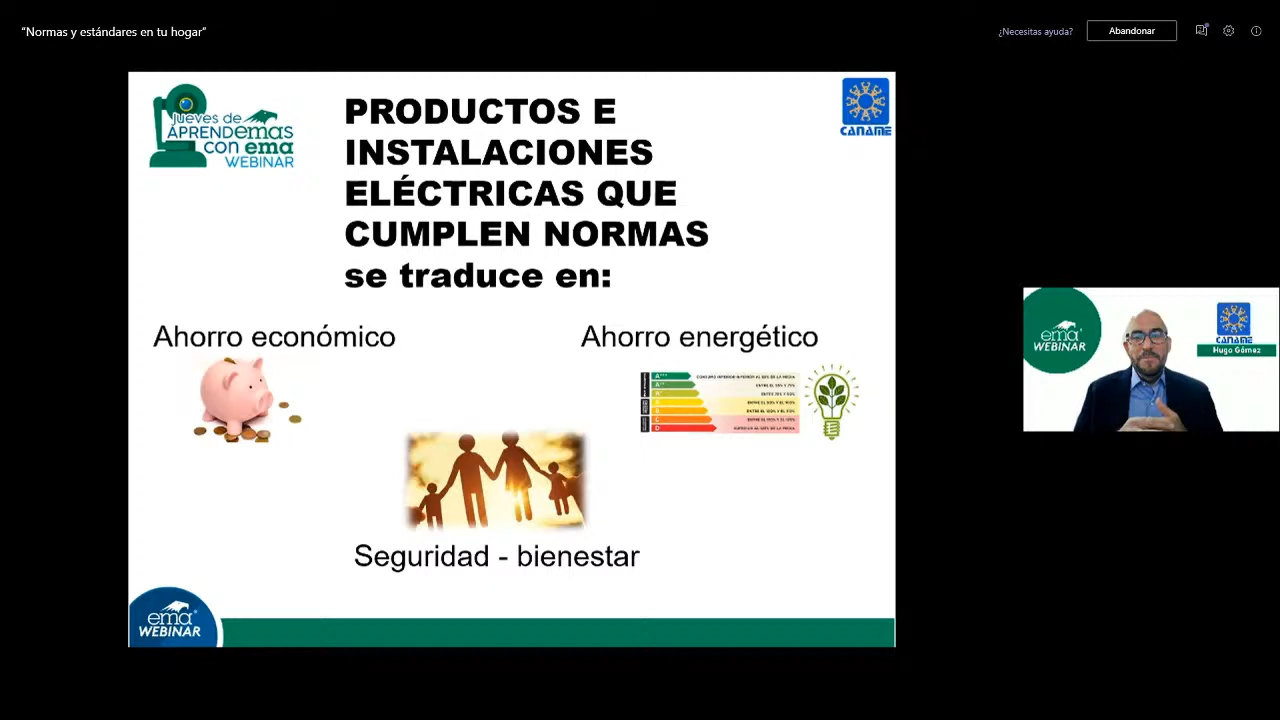 “Normas y estándares en tu hogar”
¿Necesitas ayuda?
Abandonar
jueves de
APRENDEMAS
con ema
WEBINAR
PRODUCTOS E
INSTALACIONES
ELÉCTRICAS QUE
CUMPLEN NORMAS
se traduce en:
CANAME
Ahorro económico
Ahorro energético
A+++
A++
A+
B
C
D
Seguridad - bienestar
ema
WEBINAR
ema
WEBINAR
CANAME
Hugo Gómez